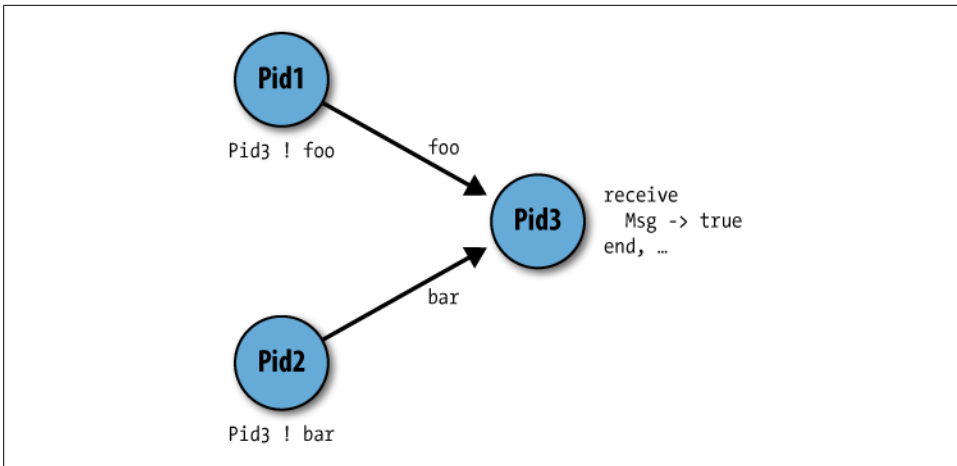 Pid1
Pid3 ! foo
foo
Pid3
receive
Msg -> true
end, …
bar
Pid2
Pid3 ! bar